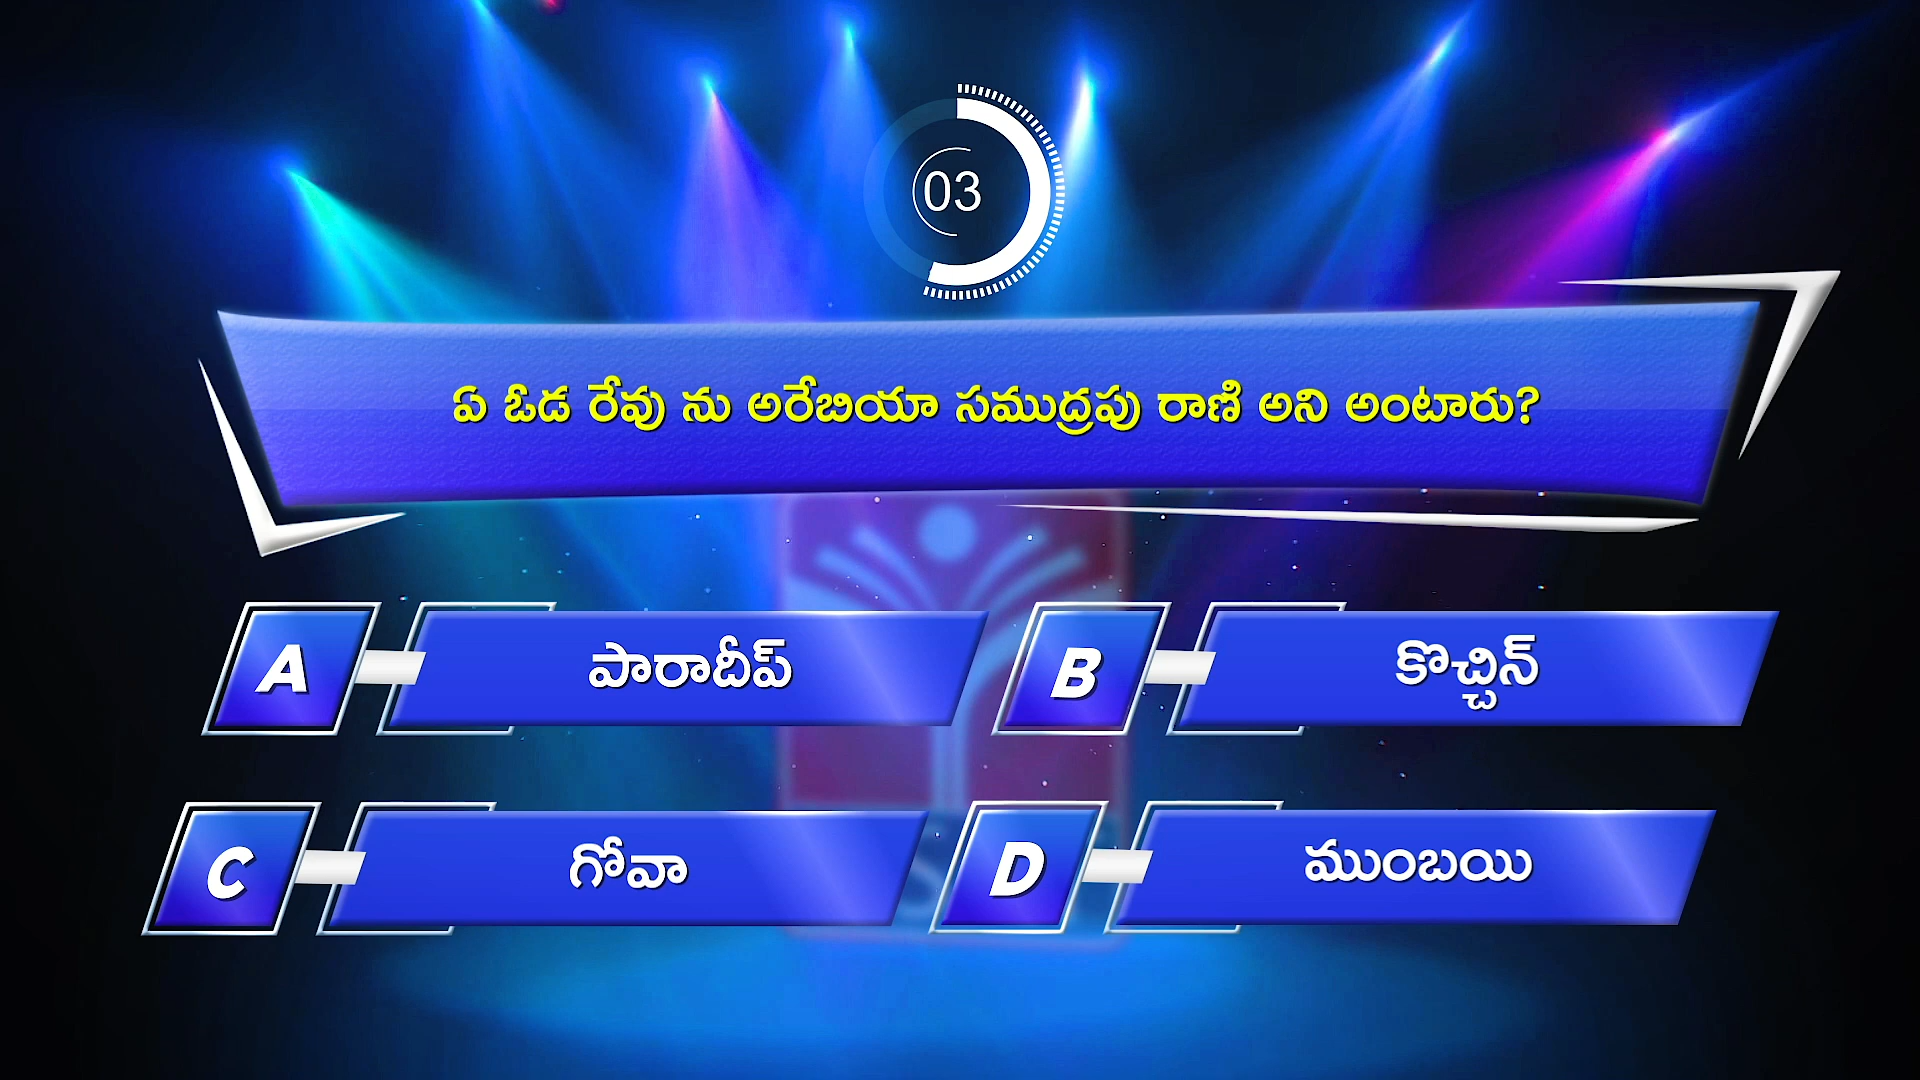 03
ఏ ఓడ రేవు ను అరేబియా సముద్రపు రాణి అని అంటారు?
A పారాదీప్
B కొచ్చిన్
C గోవా
D ముంబయి